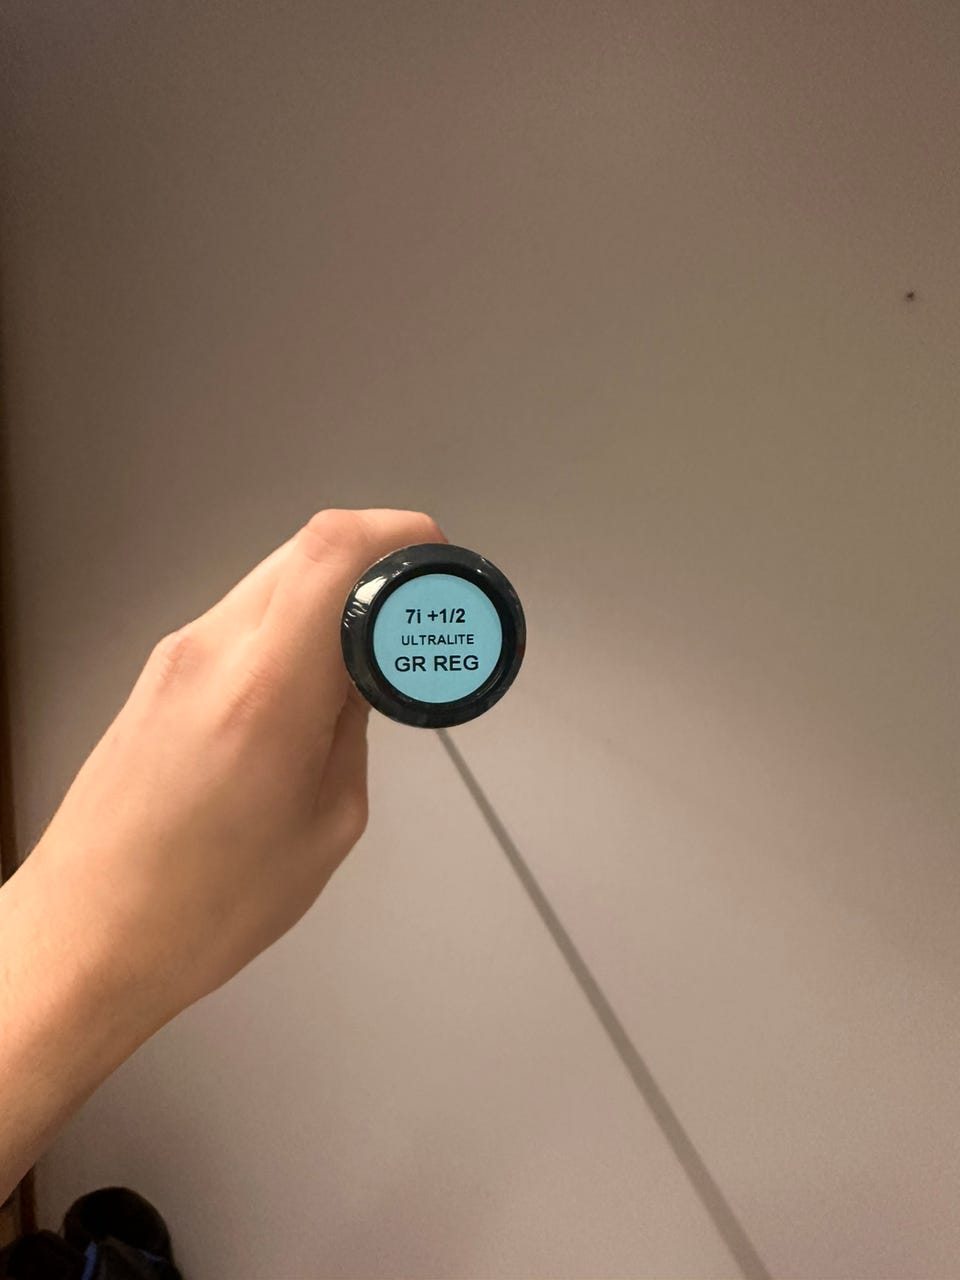 7i +1/2
ULTRALITE
GR REG